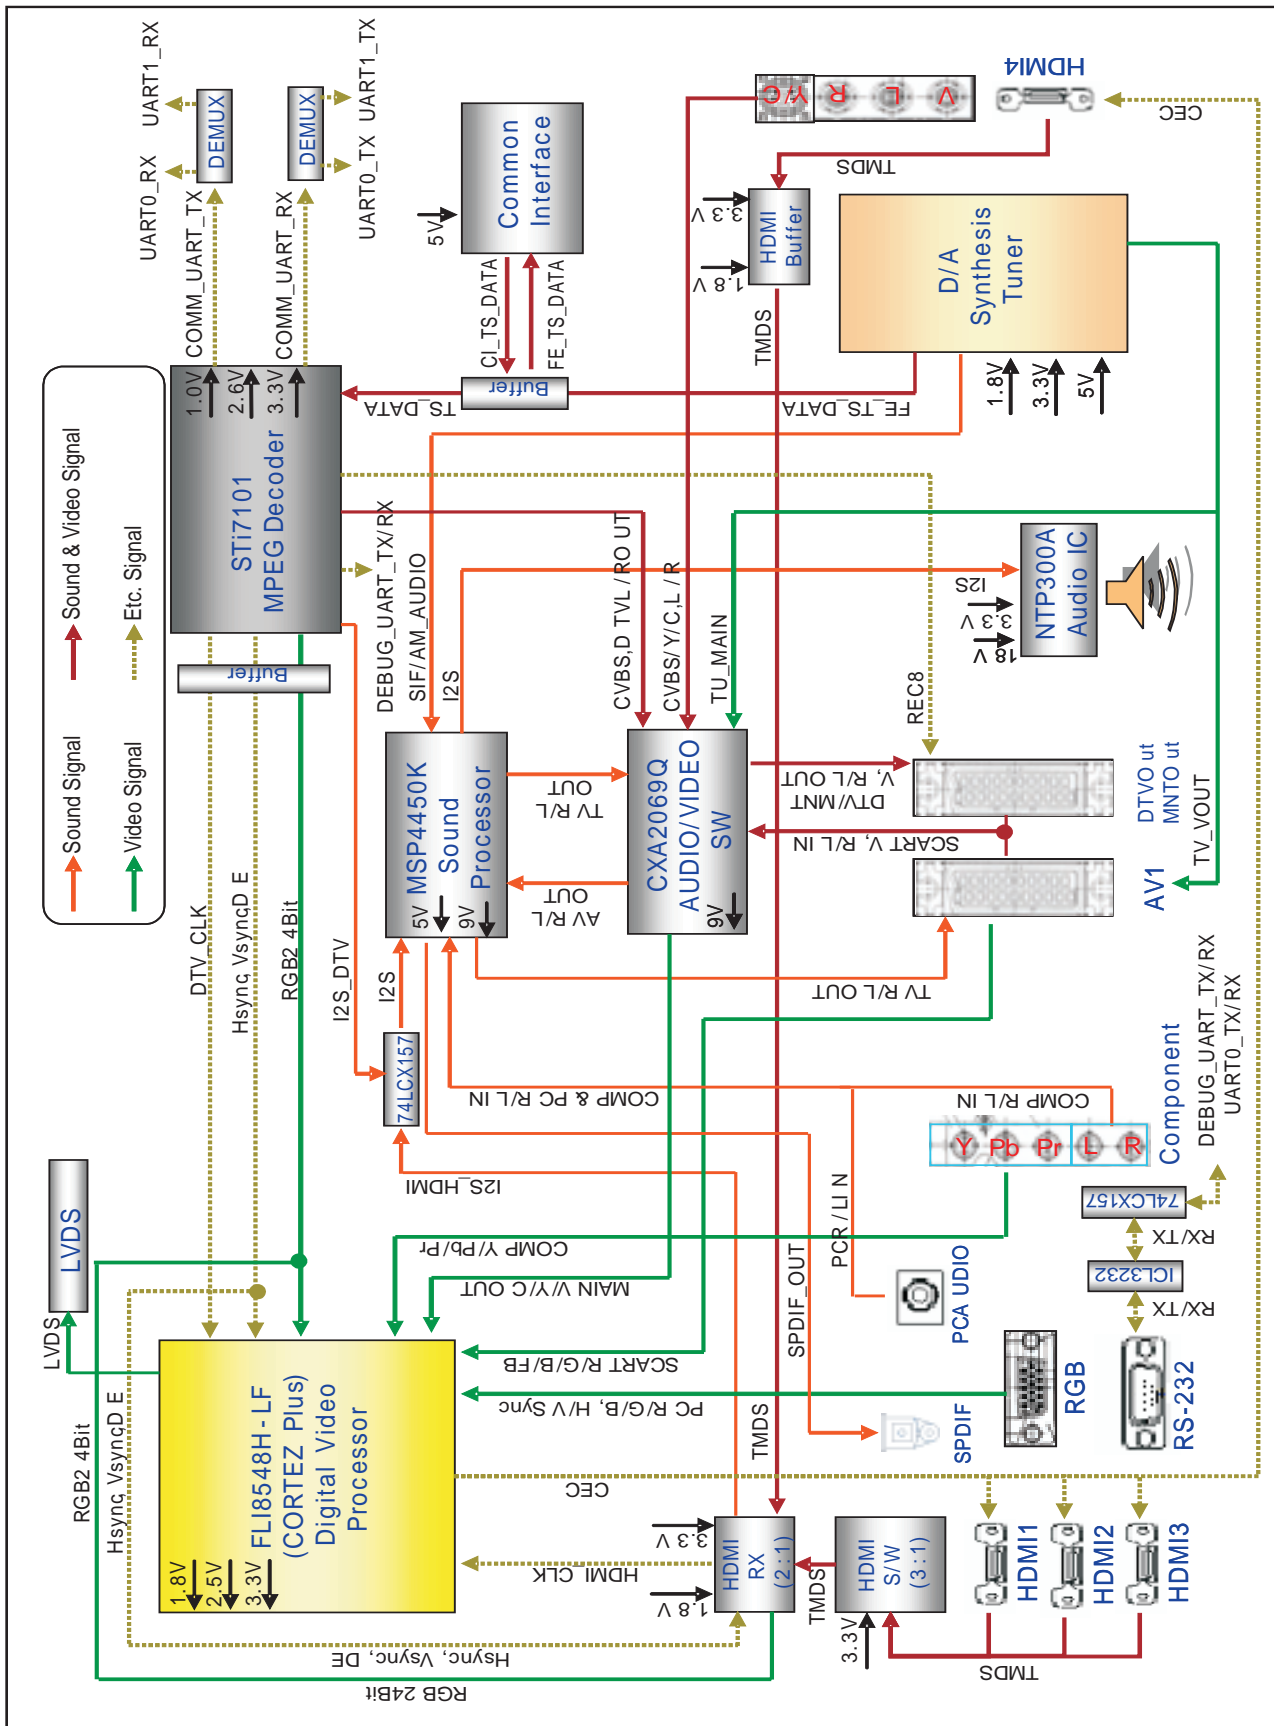 Sound Signal
Sound & Video Signal
Video Signal
Etc. Signal
LVDS
LVDS
RGB2 4Bit
Hsync, VsyncD E
1.8V
2.5V
3.3V
FLI8548H - LF
(CORTEZ Plus)
Digital Video
Processor
DTV_CLK
Hsync, VsyncD E
RGB2 4Bit
Buffer
I2S_DTV
STi7101
MPEG Decoder
1.0V
2.6V
3.3V
COMM_UART_TX
COMM_UART_RX
DEMUX
DEMUX
UART0_RX
UART1_RX
UART0_TX
UART1_TX
DEBUG_UART_TX/RX
SIF/AM_AUDIO
I2S
TS_DATA
Buffer
CI_TS_DATA
FE_TS_DATA
FE_TS_DATA
5V
Common
Interface
74LCX157
I2S
I2S_HDMI
MSP4450K
Sound
Processor
5V
9V
COMP & PC R/L IN
TV R/L
OUT
AV R/L
OUT
CXA2069Q
AUDIO/VIDEO
SW
9V
CVBS,D TVL /RO UT
CVBS/ Y/ C,L / R
TU_MAIN
REC8
COMP Y/Pb/Pr
MAIN V/Y/C OUT
SCART R/G/B/FB
PC R/G/B, H/V Sync
CEC
HDMI_CLK
Hsync, Vsync, DE
RGB 24Bit
3.3 V
1.8 V
HDMI
RX
(2:1)
TMDS
TMDS
HDMI
S/W
(3:1)
3.3V
TMDS
HDMI1
HDMI2
HDMI3
SPDIF_OUT
SPDIF
PCR / LI N
PCA UDIO
RGB
RS-232
RX/TX
ICL3232
RX/TX
74LCX157
DEBUG_UART_TX/RX
UART0_TX/RX
Y
Pb
Pr
L
R
Component
COMP R/L IN
TV R/L OUT
SCART V, R/L IN
DTV/MNT
V, R/L OUT
AV1
DTVO ut
MNTO ut
TV_VOUT
I2S
3.3 V
18 V
NTP300A
Audio IC
TMDS
HDMI
Buffer
1.8 V
3.3 V
TMDS
D/A
Synthesis
Tuner
1.8V
3.3V
5V
Y/C
R
L
V
HDMI4
CEC